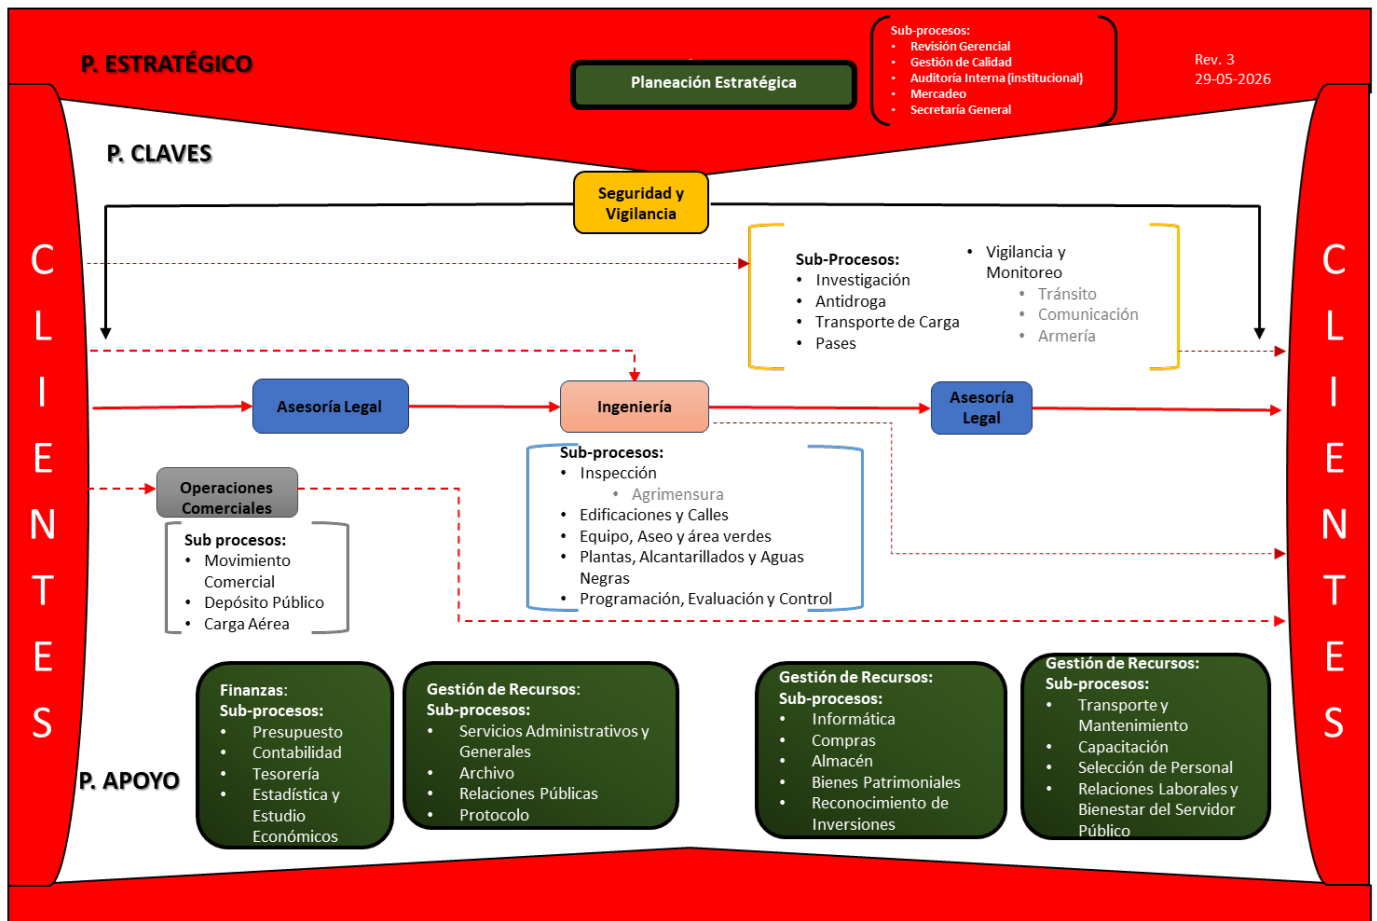 P. ESTRATÉGICO
Planeación Estratégica
Sub-procesos:
• Revisión Gerencial
• Gestión de Calidad
• Auditoría Interna (institucional)
• Mercadeo
• Secretaría General
Rev. 3
29-05-2026
P. CLAVES
Seguridad y
Vigilancia
Sub-Procesos:
• Investigación
• Antidroga
• Transporte de Carga
• Pases
• Vigilancia y
Monitoreo
• Tránsito
• Comunicación
• Armería
CLIENTES
Asesoría Legal
Ingeniería
Asesoría
Legal
CLIENTES
Sub-procesos:
• Inspección
• Agrimensura
• Edificaciones y Calles
• Equipo, Aseo y área verdes
• Plantas, Alcantarillados y Aguas
Negras
• Programación, Evaluación y Control
Operaciones
Comerciales
Sub procesos:
• Movimiento
Comercial
• Depósito Público
• Carga Aérea
P. APOYO
Finanzas:
Sub-procesos:
• Presupuesto
• Contabilidad
• Tesorería
• Estadística y
Estudio
Económicos
Gestión de Recursos:
Sub-procesos:
• Servicios Administrativos y
Generales
• Archivo
• Relaciones Públicas
• Protocolo
Gestión de Recursos:
Sub-procesos:
• Informática
• Compras
• Almacén
• Bienes Patrimoniales
• Reconocimiento de
Inversiones
Gestión de Recursos:
Sub-procesos:
• Transporte y
Mantenimiento
• Capacitación
• Selección de Personal
• Relaciones Laborales y
Bienestar del Servidor
Público